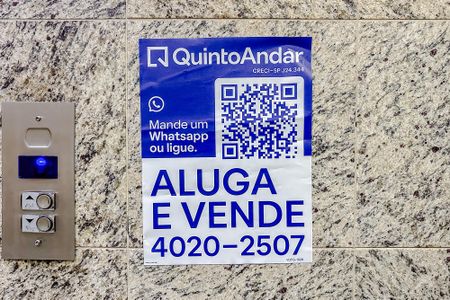 QuintoAndar
CRECI-SP J24.344
Mande um
Whatsapp
ou ligue.
ALUGA
E VENDE
4020-2507